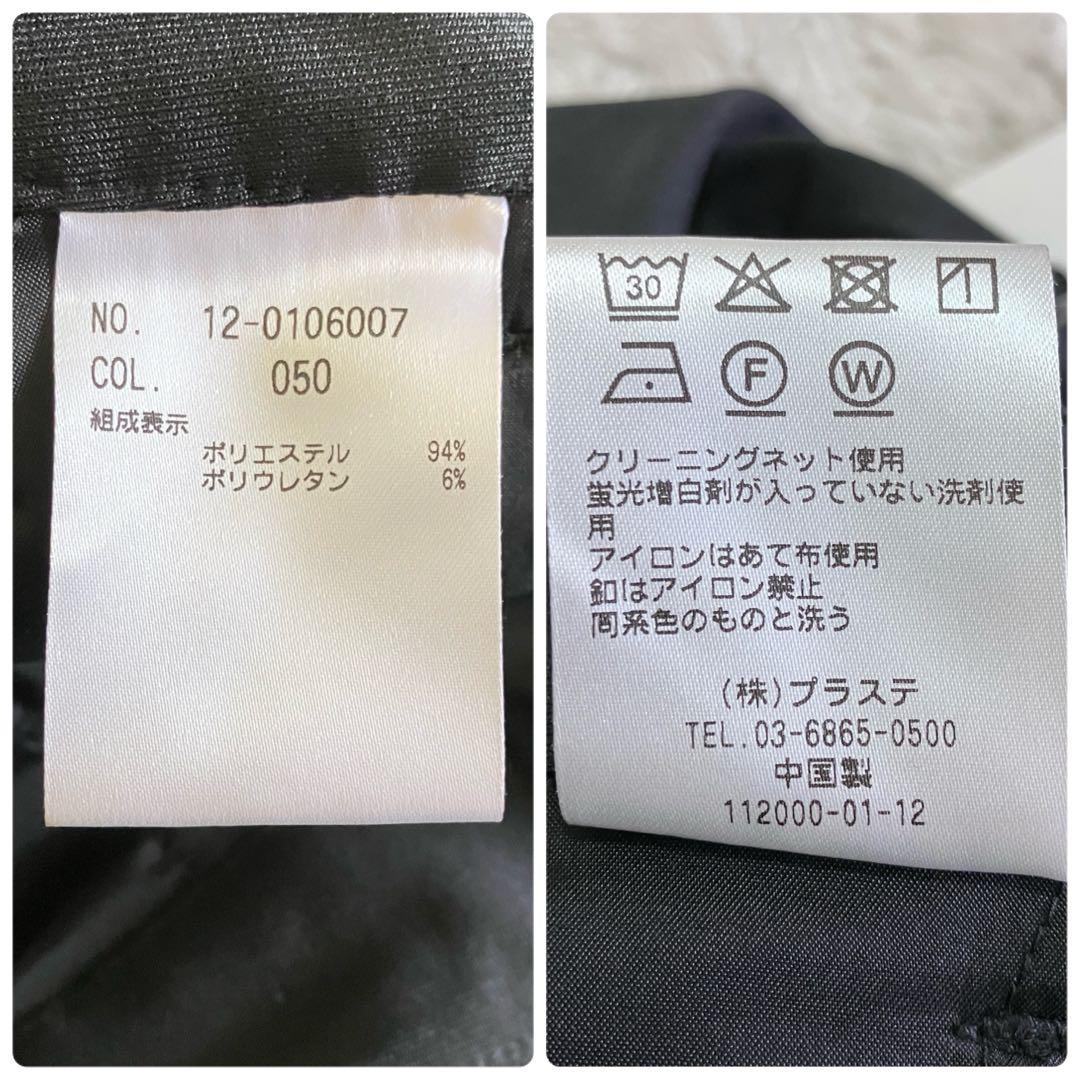 NO. 12-0106007
COL. 050
組成表示
ポリエステル 94%
ポリウレタン 6%
30
F W
クリーニングネット使用
蛍光増白剤が入っていない洗剤使
用
アイロンはあて布使用
釦はアイロン禁止
同系色のものと洗う
(株)プラステ
TEL.03-6865-0500
中国製
112000-01-12